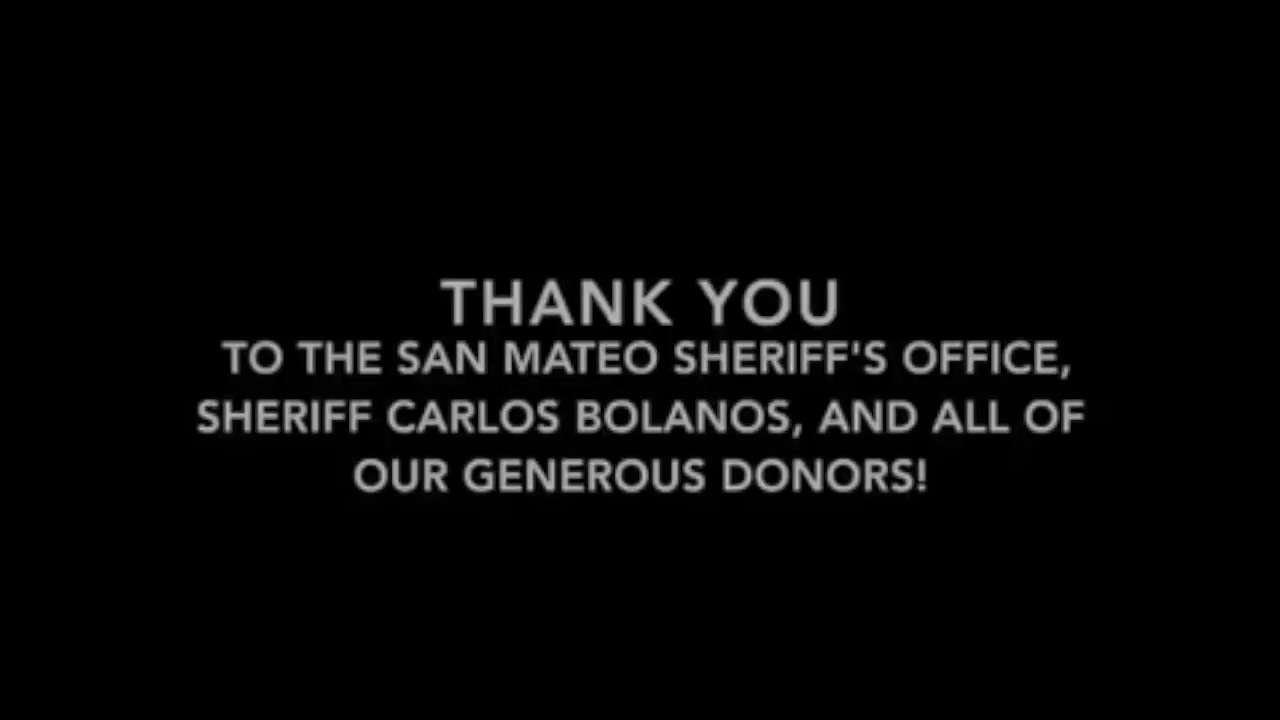 THANK YOU
TO THE SAN MATEO SHERIFF'S OFFICE,
SHERIFF CARLOS BOLANOS, AND ALL OF
OUR GENEROUS DONORS!